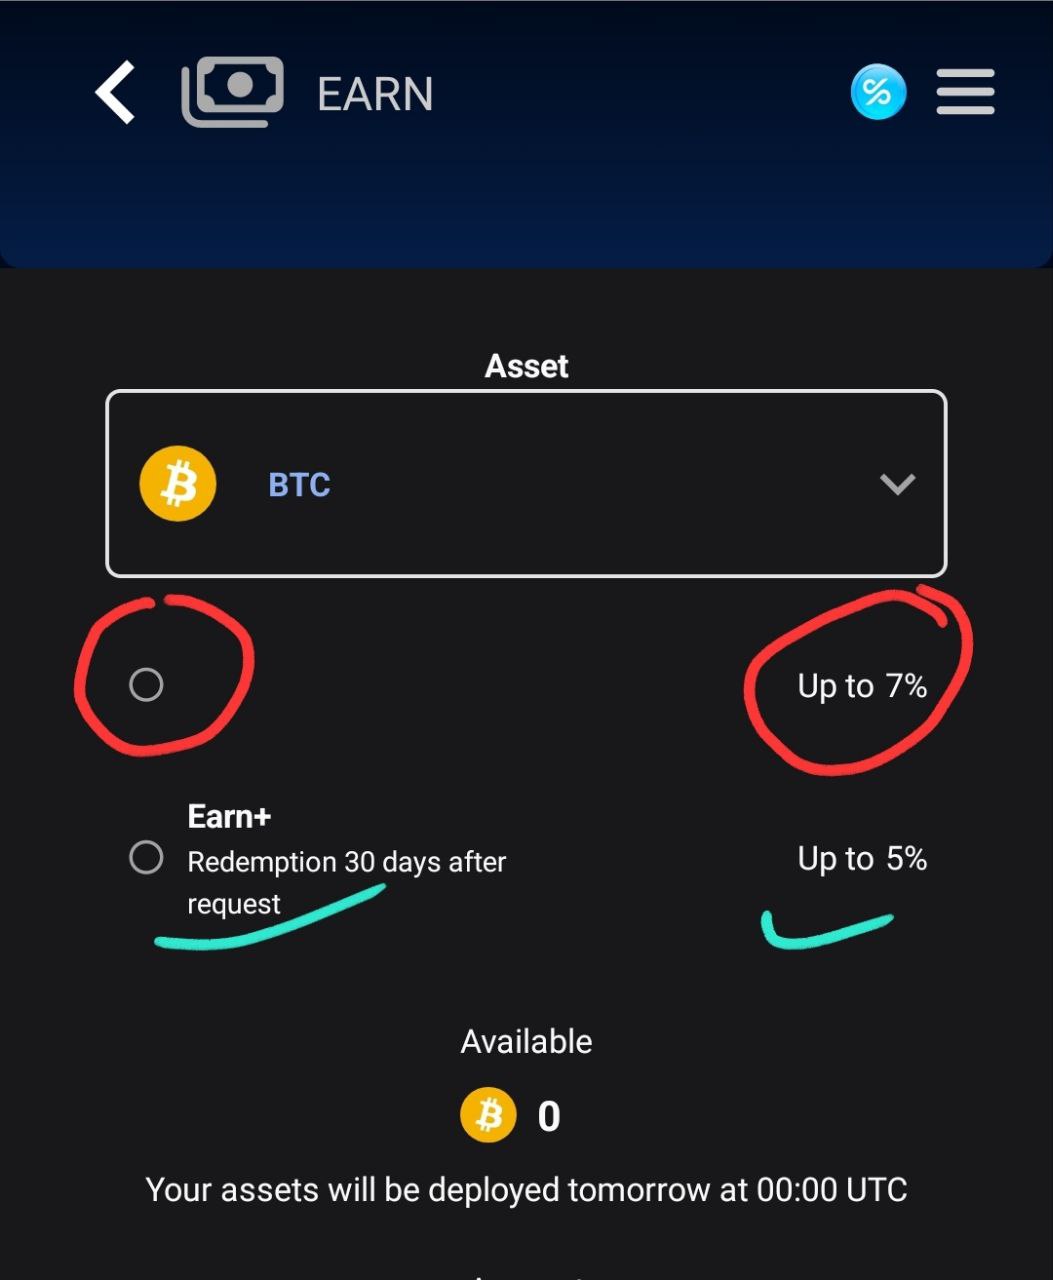 EARN
Asset
BTC
Up to 7%
Earn+
Redemption 30 days after
request
Up to 5%
Available
0
Your assets will be deployed tomorrow at 00:00 UTC